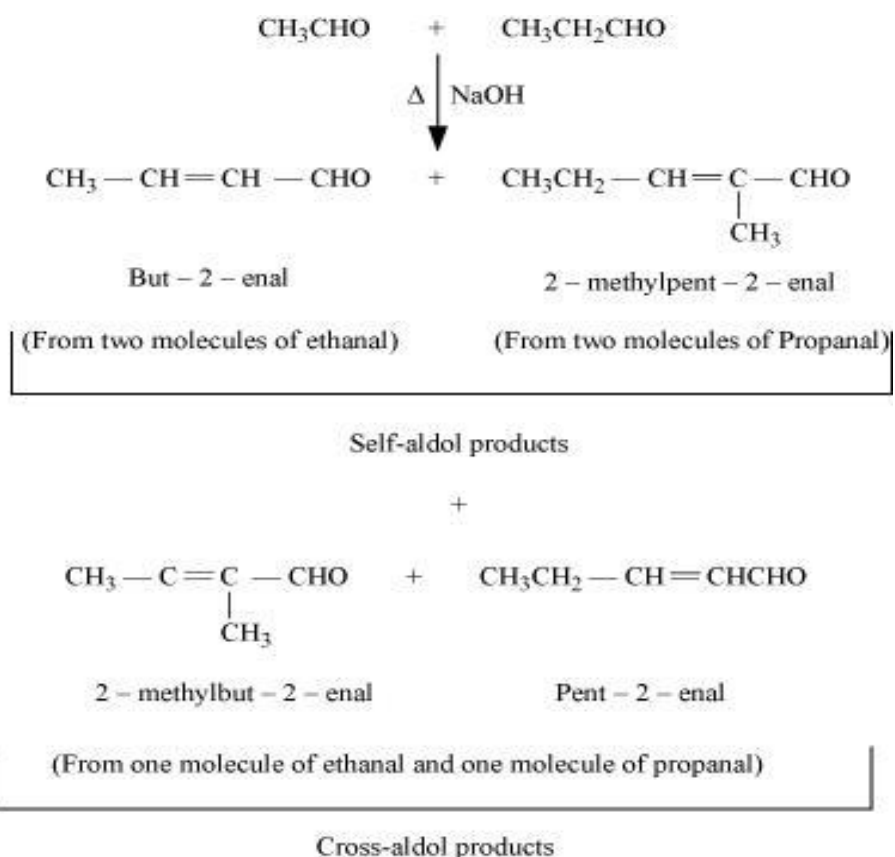 CH₃CHO + CH₃CH₂CHO
Δ NaOH
CH₃ — CH = CH — CHO + CH₃CH₂ — CH = C — CHO
|
CH₃
But – 2 – enal 2 – methylpent – 2 – enal
(From two molecules of ethanal) (From two molecules of Propanal)
Self-aldol products
+
CH₃ — C = C — CHO + CH₃CH₂ — CH = CHCHO
|
CH₃
2 – methylbut – 2 – enal Pent – 2 – enal
(From one molecule of ethanal and one molecule of propanal)
Cross-aldol products